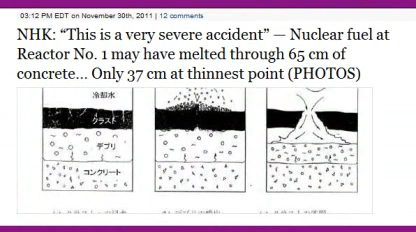 03:12 PM EDT on November 30th, 2011 | 12 comments
NHK: “This is a very severe accident” — Nuclear fuel at
Reactor No. 1 may have melted through 65 cm of
concrete… Only 37 cm at thinnest point (PHOTOS)
冷却水
クラスト
デブリ
コンクリート